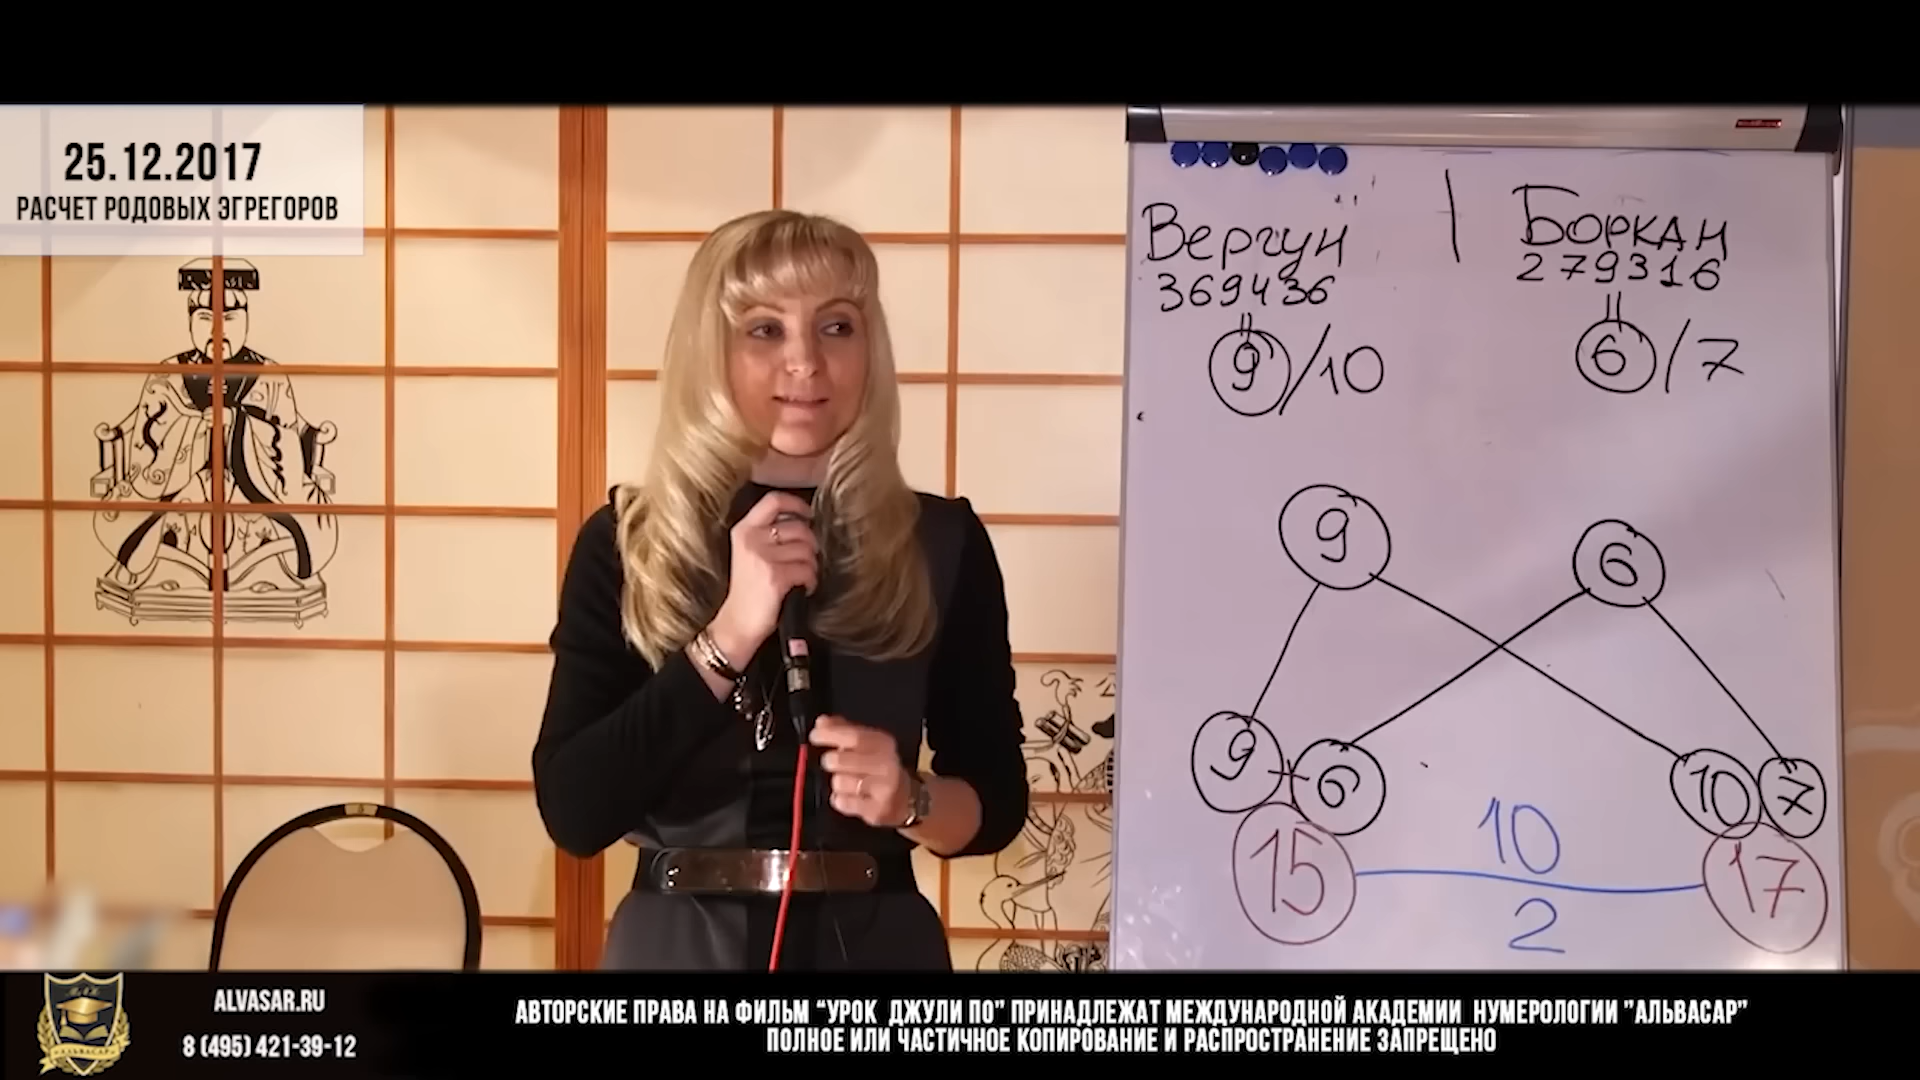 25.12.2017
РАСЧЕТ РОДОВЫХ ЭГРЕГОРОВ
Вергун
369436
9/10
Боркан
279316
6/7
9
6
9 + 6
10 7
15
10
2
17
ALVASAR.RU
8 (495) 421-39-12
АВТОРСКИЕ ПРАВА НА ФИЛЬМ “УРОК ДЖУЛИ ПО” ПРИНАДЛЕЖАТ МЕЖДУНАРОДНОЙ АКАДЕМИИ НУМЕРОЛОГИИ "АЛЬВАСАР"
ПОЛНОЕ ИЛИ ЧАСТИЧНОЕ КОПИРОВАНИЕ И РАСПРОСТРАНЕНИЕ ЗАПРЕЩЕНО
«АЛЬВАСАР»